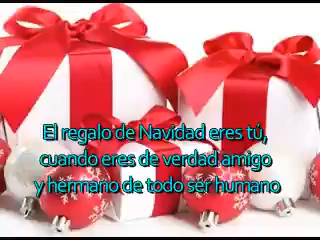 El regalo de Navidad eres tú,
cuando eres de verdad amigo
y hermano de todo ser humano